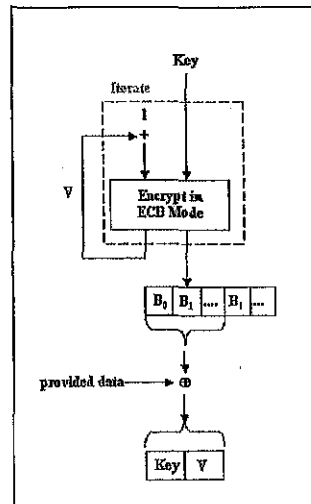 Key
Iterate
1
+
V
Encrypt in
ECB Mode
B0 B1 .... Bi ....
provided data
⊕
Key V